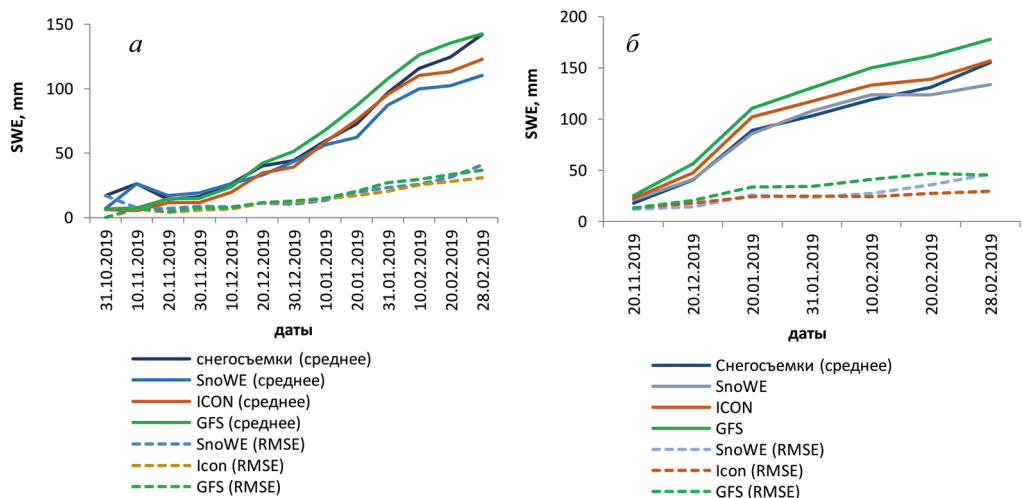 а
SWE, mm
150
100
50
0
31.10.2019
10.11.2019
20.11.2019
30.11.2019
10.12.2019
20.12.2019
30.12.2019
10.01.2019
20.01.2019
31.01.2019
10.02.2019
20.02.2019
28.02.2019
даты
снегосъемки (среднее)
SnoWE (среднее)
ICON (среднее)
GFS (среднее)
SnoWE (RMSE)
Icon (RMSE)
GFS (RMSE)
б
SWE, mm
200
150
100
50
0
20.11.2019
20.12.2019
20.01.2019
31.01.2019
10.02.2019
20.02.2019
28.02.2019
даты
Снегосъемки (среднее)
SnoWE
ICON
GFS
SnoWE (RMSE)
Icon (RMSE)
GFS (RMSE)